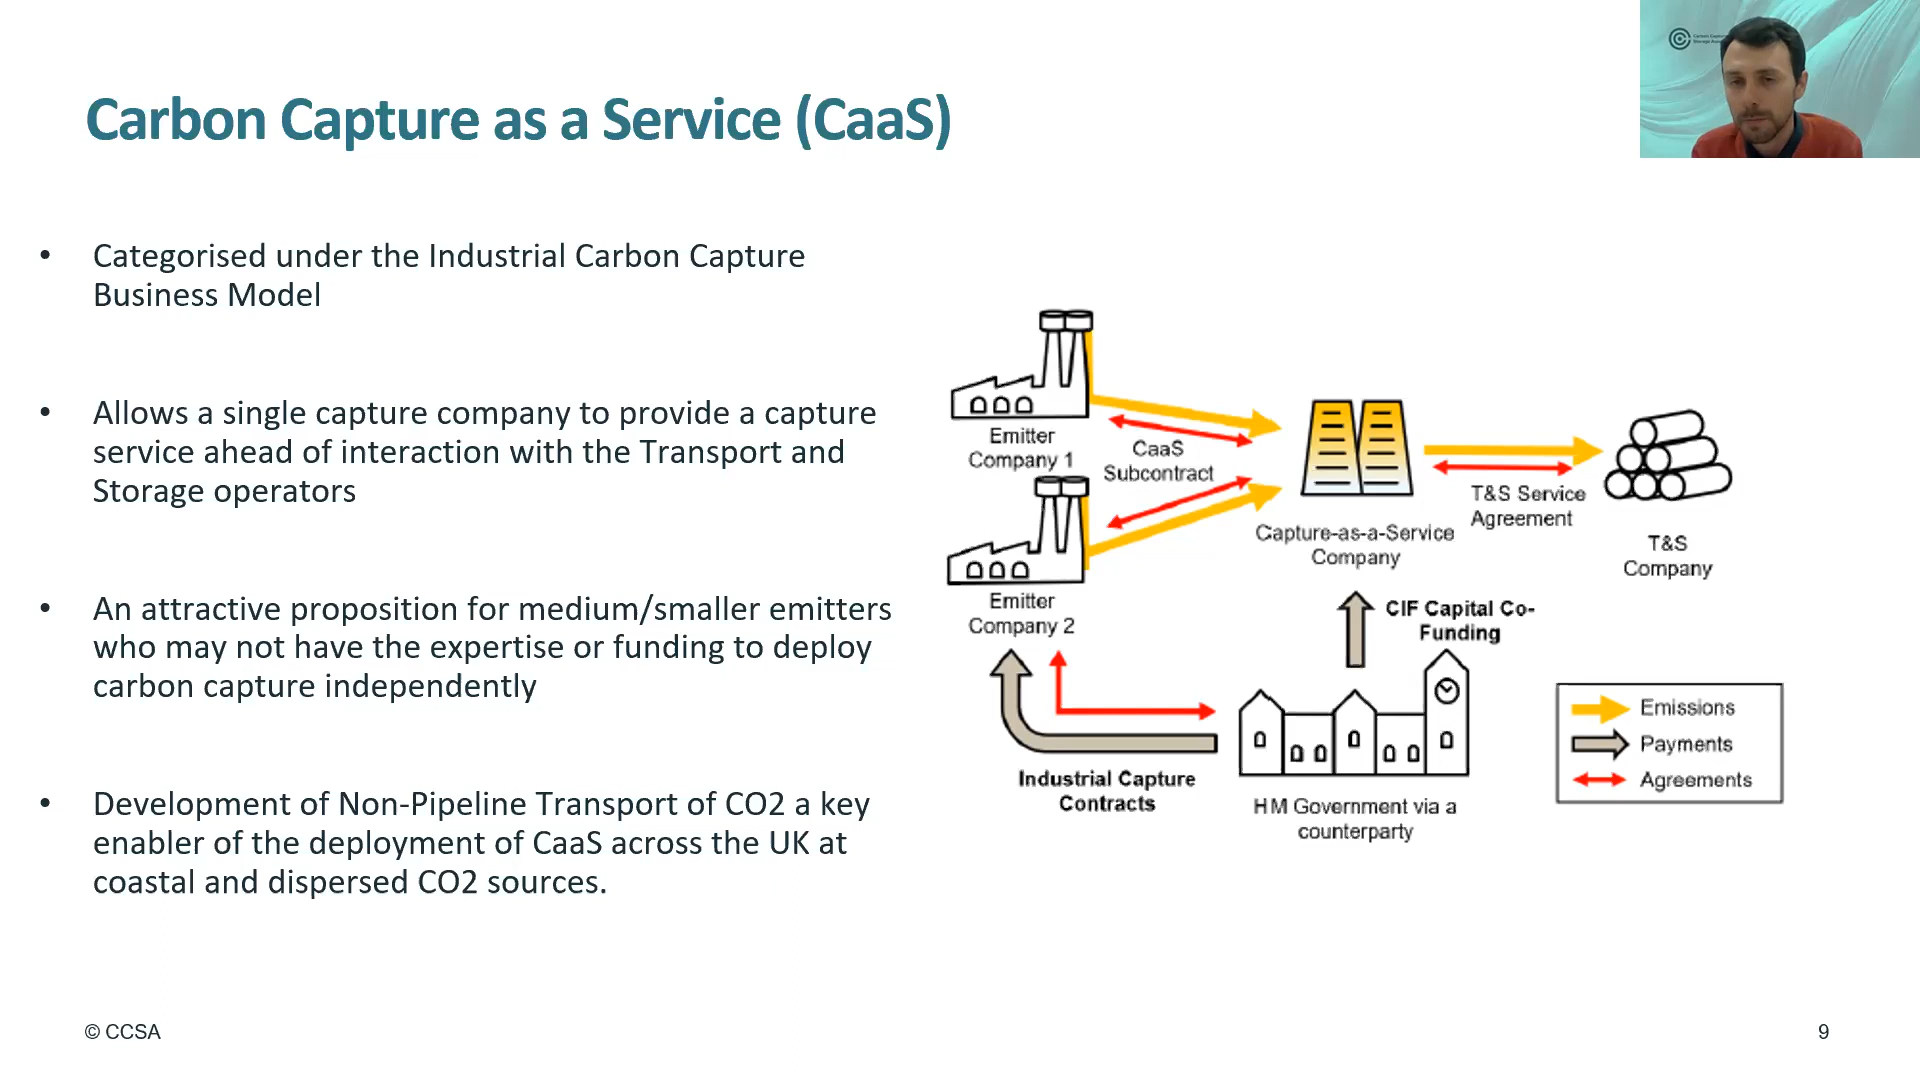 Carbon Capture as a Service (CaaS)
• Categorised under the Industrial Carbon Capture
Business Model
• Allows a single capture company to provide a capture
service ahead of interaction with the Transport and
Storage operators
• An attractive proposition for medium/smaller emitters
who may not have the expertise or funding to deploy
carbon capture independently
• Development of Non-Pipeline Transport of CO2 a key
enabler of the deployment of CaaS across the UK at
coastal and dispersed CO2 sources.
Emitter
Company 1
CaaS
Subcontract
Emitter
Company 2
Capture-as-a-Service
Company
T&S Service
Agreement
T&S
Company
CIF Capital Co-
Funding
Industrial Capture
Contracts
HM Government via a
counterparty
Emissions
Payments
Agreements
© CCSA
9